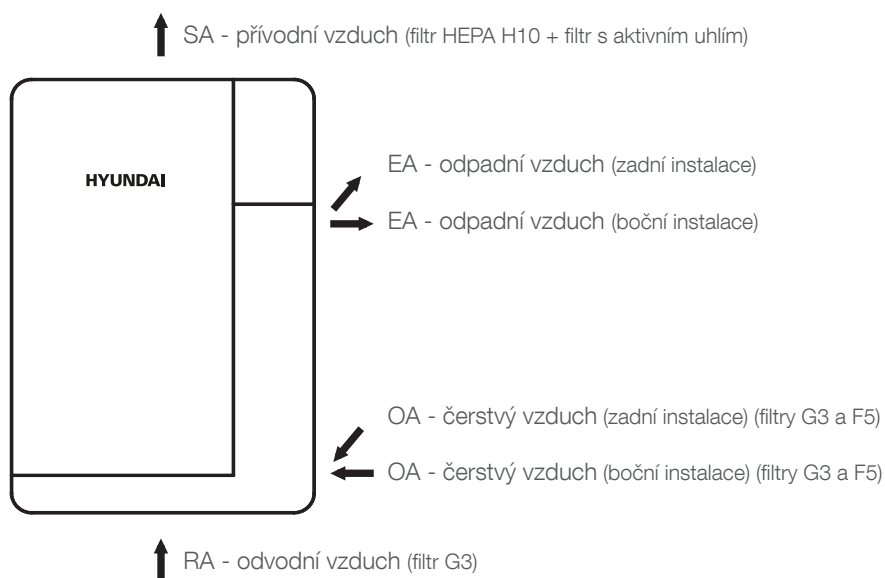 SA - přívodní vzduch (filtr HEPA H10 + filtr s aktivním uhlím)
HYUNDAI
EA - odpadní vzduch (zadní instalace)
EA - odpadní vzduch (boční instalace)
OA - čerstvý vzduch (zadní instalace) (filtry G3 a F5)
OA - čerstvý vzduch (boční instalace) (filtry G3 a F5)
RA - odvodní vzduch (filtr G3)